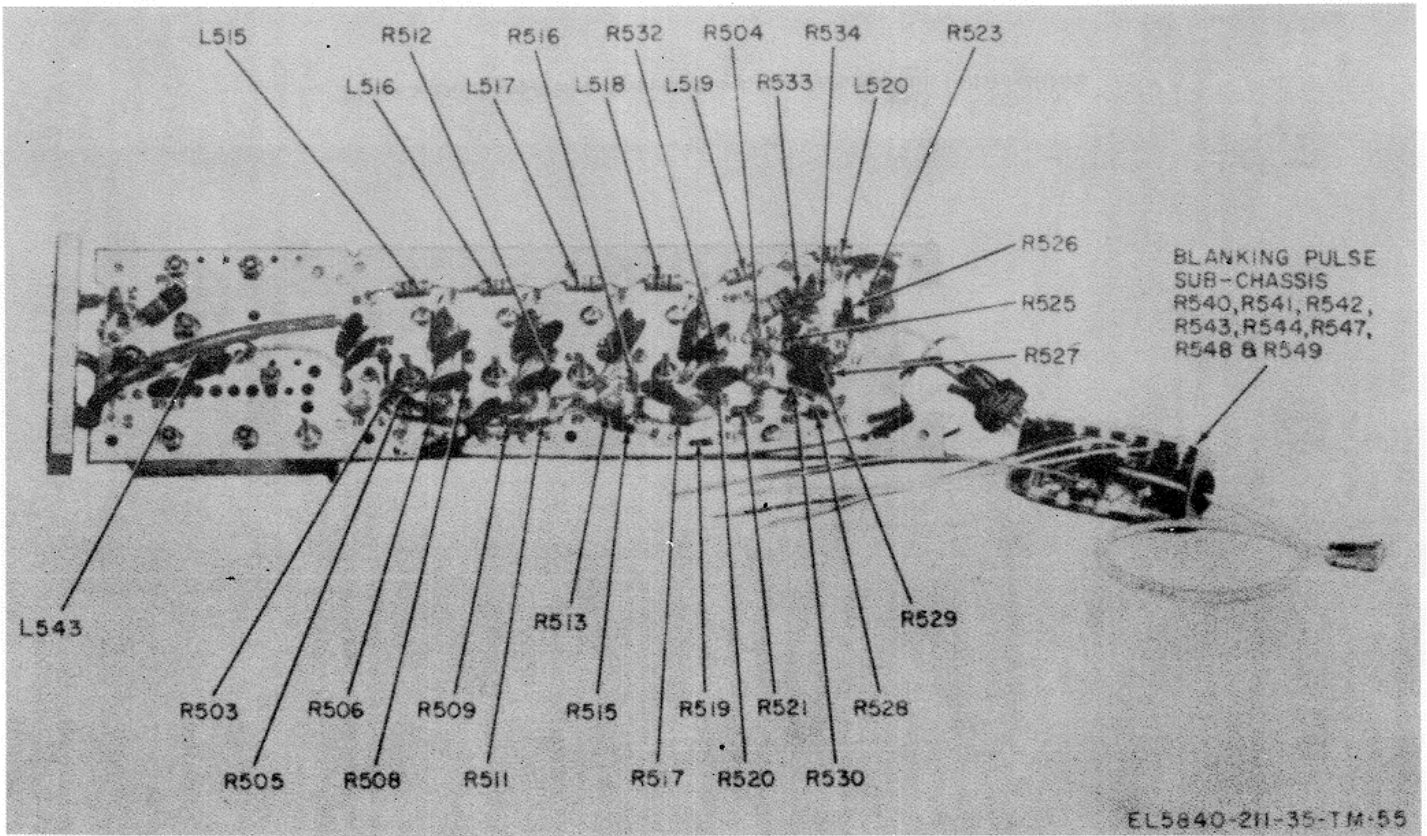 L515 R512 R516 R532 R504 R534 R523
L516 L517 L518 L519 R533 L520
R526
BLANKING PULSE
SUB-CHASSIS
R540, R541, R542,
R543, R544, R547,
R548 & R549
R525
R527
L543
R513
R529
R503 R506 R509 R515 R519 R521 R528
R505 R508 R511 R517 R520 R530
EL5840-211-35-TM-55